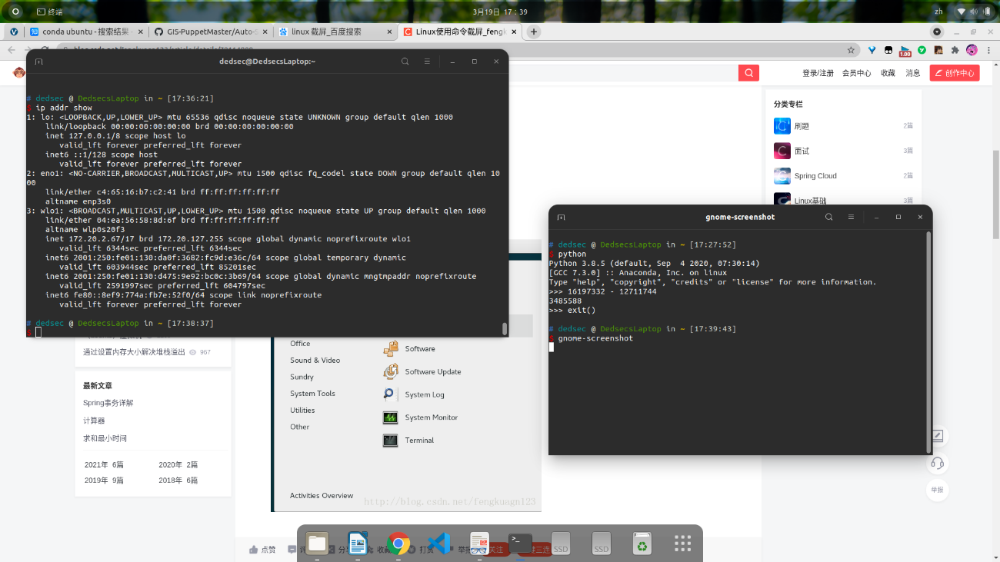 终端
3月19日 17：39
zh
conda ubuntu - 搜索结果
GIS-PuppetMaster/Auto-
linux 截屏_百度搜索
Linux使用命令截屏_feng
1.00
登录/注册 会员中心 收藏 消息 创作中心
dedsec@DedsecsLaptop:~
# dedsec @ DedsecsLaptop in ~ [17:36:21]
$ ip addr show
1: lo: <LOOPBACK,UP,LOWER_UP> mtu 65536 qdisc noqueue state UNKNOWN group default qlen 1000
link/loopback 00:00:00:00:00:00 brd 00:00:00:00:00:00
inet 127.0.0.1/8 scope host lo
valid_lft forever preferred_lft forever
inet6 ::1/128 scope host
valid_lft forever preferred_lft forever
2: eno1: <NO-CARRIER,BROADCAST,MULTICAST,UP> mtu 1500 qdisc fq_codel state DOWN group default qlen 10
00
link/ether c4:65:16:b7:c2:41 brd ff:ff:ff:ff:ff:ff
altname enp3s0
3: wlo1: <BROADCAST,MULTICAST,UP,LOWER_UP> mtu 1500 qdisc noqueue state UP group default qlen 1000
link/ether 04:ea:56:58:8d:6f brd ff:ff:ff:ff:ff:ff
altname wlp0s20f3
inet 172.20.2.67/17 brd 172.20.127.255 scope global dynamic noprefixroute wlo1
valid_lft 6344sec preferred_lft 6344sec
inet6 2001:250:fe01:130:da0f:3682:fc9d:e36c/64 scope global temporary dynamic
valid_lft 603944sec preferred_lft 85201sec
inet6 2001:250:fe01:130:d475:9e92:bc0c:3b69/64 scope global dynamic mngtmpaddr noprefixroute
valid_lft 2591997sec preferred_lft 604797sec
inet6 fe80::8ef9:774a:fb7e:52f0/64 scope link noprefixroute
valid_lft forever preferred_lft forever
# dedsec @ DedsecsLaptop in ~ [17:38:37]
$
分类专栏
刷题 2篇
面试 3篇
Spring Cloud 2篇
Linux基础 3篇
gnome-screenshot
# dedsec @ DedsecsLaptop in ~ [17:27:52]
$ python
Python 3.8.5 (default, Sep  4 2020, 07:30:14)
[GCC 7.3.0] :: Anaconda, Inc. on linux
Type "help", "copyright", "credits" or "license" for more information.
>>> 16197332 - 12711744
3485588
>>> exit()
# dedsec @ DedsecsLaptop in ~ [17:39:43]
$ gnome-screenshot
通过设置内存大小解决堆栈溢出 967
最新文章
Spring事务详解
计算器
求和最小时间
2021年 6篇 2020年 2篇
2019年 9篇 2018年 6篇
Office
Sound & Video
Sundry
System Tools
Utilities
Other
Software
Software Update
System Log
System Monitor
Terminal
Activities Overview
http://blog.csdn.net/fengkuagn123
举报
点赞 评 分 收藏 打赏 举报 关注 三连
SSD
SSD